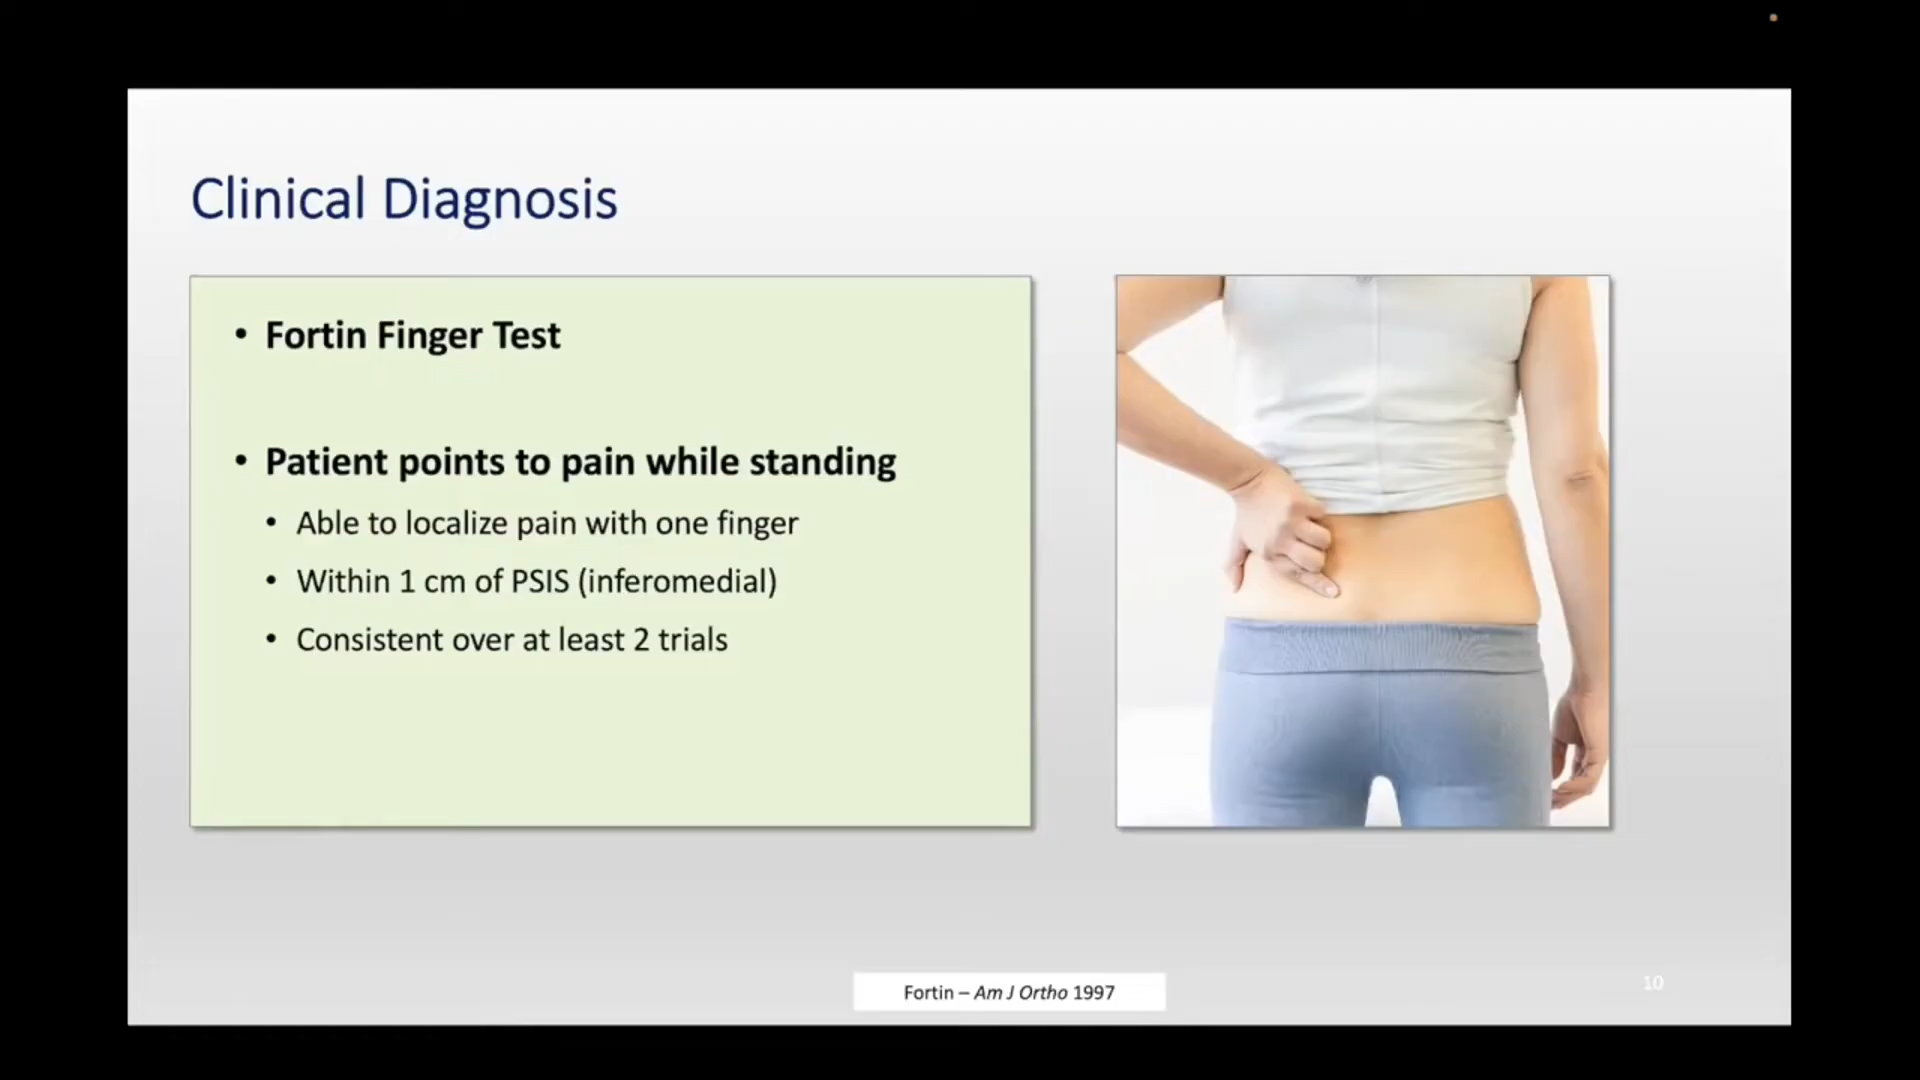 Clinical Diagnosis
• Fortin Finger Test
• Patient points to pain while standing
• Able to localize pain with one finger
• Within 1 cm of PSIS (inferomedial)
• Consistent over at least 2 trials
Fortin – Am J Ortho 1997
10